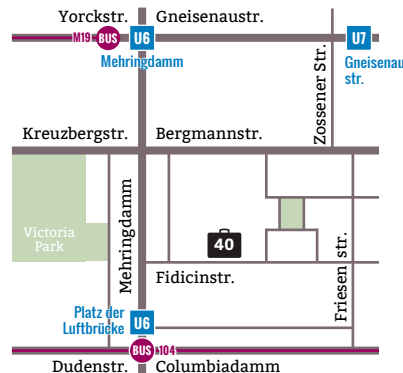 Yorckstr. Gneisenaustr.
M19 BUS U6 U7
Mehringdamm
Gneisenau
str.
Zossener Str.
Kreuzbergstr. Bergmannstr.
Mehringdamm
Victoria
Park
40
Friesen str.
Fidicinstr.
Platz der
Luftbrücke
U6
BUS 104
Dudenstr. Columbiadamm